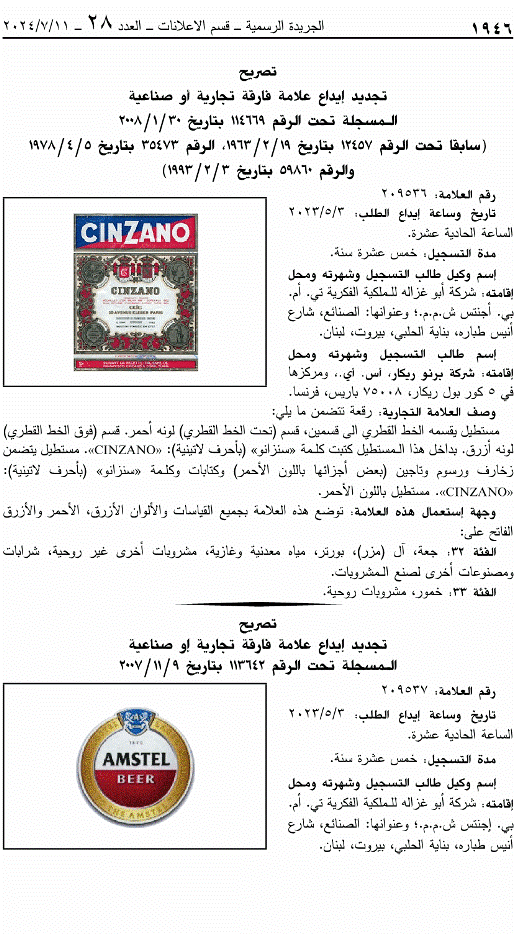 ١٩٤٦
الجريدة الرسمية – قسم الاعلانات – العدد ٢٨ – ٢٠٢٤/٧/١١
تصريح
تجديد إيداع علامة فارقة تجارية أو صناعية
المسجلة تحت الرقم ١١٤٦٦٩ بتاريخ ٢٠٠٨/١/٣٠
(سابقا تحت الرقم ١٢٤٥٧ بتاريخ ١٩٦٣/٢/١٩، الرقم ٣٥٤٧٣ بتاريخ ١٩٧٨/٤/٥
والرقم ٥٩٨٦٠ بتاريخ ١٩٩٣/٢/٣)
رقم العلامة: ٢٠٩٥٣٦
تاريخ وساعة إيداع الطلب: ٢٠٢٣/٥/٣
الساعة الحادية عشرة.
مدة التسجيل: خمس عشرة سنة.
إسم وكيل طالب التسجيل وشهرته ومحل
إقامته: شركة أبو غزاله للملكية الفكرية تي. أم.
بي. أجنتس ش.م.م.؛ وعنوانها: الصنائع، شارع
أنيس طباره، بناية الحلبي، بيروت، لبنان.
إسم طالب التسجيل وشهرته ومحل
إقامته: شركة برنو ريكار، اس. اي.، ومركزها
في ٥ كور بول ريكار، ٧٥٠٠٨ باريس، فرنسا.
CINZANO
CINZANO
وصف العلامة التجارية: رقعة تتضمن ما يلي:
مستطيل يقسمه الخط القطري الى قسمين، قسم (تحت الخط القطري) لونه أحمر. قسم (فوق الخط القطري)
لونه أزرق. بداخل هذا المستطيل كتبت كلمة «سنزانو» (بأحرف لاتينية): «CINZANO». مستطيل يتضمن
زخارف ورسوم وتاجين (بعض أجزائها باللون الأحمر) وكتابات وكلمة «سنزانو» (بأحرف لاتينية):
«CINZANO». مستطيل باللون الأحمر.
وجهة إستعمال هذه العلامة: توضع هذه العلامة بجميع القياسات والألوان الأزرق، الأحمر والأزرق
الفاتح على:
الفئة ٣٢: جعة، آل (مزر)، بورتر، مياه معدنية وغازية، مشروبات أخرى غير روحية، شرابات
ومصنوعات أخرى لصنع المشروبات.
الفئة ٣٣: خمور، مشروبات روحية.
تصريح
تجديد إيداع علامة فارقة تجارية إو صناعية
المسجلة تحت الرقم ١١٣٦٤٢ بتاريخ ٢٠٠٧/١١/٩
رقم العلامة: ٢٠٩٥٣٧
تاريخ وساعة إيداع الطلب: ٢٠٢٣/٥/٣
الساعة الحادية عشرة.
مدة التسجيل: خمس عشرة سنة.
إسم وكيل طالب التسجيل وشهرته ومحل
إقامته: شركة أبو غزاله للملكية الفكرية تي. أم.
بي. إجنتس ش.م.م.؛ وعنوانها: الصنائع، شارع
أنيس طباره، بناية الحلبي، بيروت، لبنان.
AMSTEL
BEER